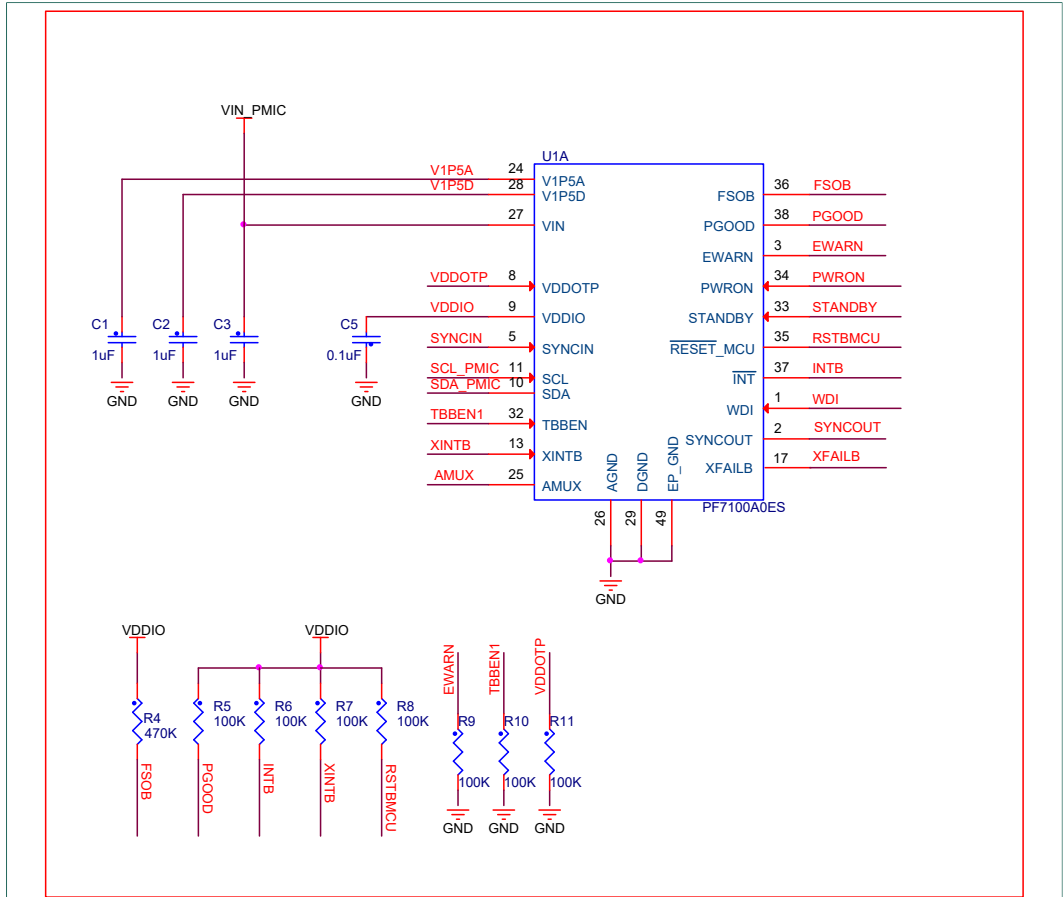 VIN_PMIC
U1A
V1P5A 24 V1P5A
V1P5D 28 V1P5D
27 VIN
VDDOTP 8 VDDOTP
VDDIO 9 VDDIO
SYNCIN 5 SYNCIN
SCL_PMIC 11 SCL
SDA_PMIC 10 SDA
TBBEN1 32 TBBEN
XINTB 13 XINTB
AMUX 25 AMUX
FSOB 36 FSOB
PGOOD 38 PGOOD
EWARN 3 EWARN
PWRON 34 PWRON
STANDBY 33 STANDBY
RESET_MCU 35 RSTBMCU
INT 37 INTB
WDI 1 WDI
SYNCOUT 2 SYNCOUT
XFAILB 17 XFAILB
AGND DGND EP_GND
26 29 49
PF7100A0ES
GND
C1 C2 C3 C5
1uF 1uF 1uF 0.1uF
GND GND GND GND
VDDIO VDDIO
R4
470K
R5
100K
R6
100K
R7
100K
R8
100K
FSOB
PGOOD
INTB
XINTB
RSTBMCU
EWARN
TBBEN1
VDDOTP
R9 R10 R11
100K 100K 100K
GND GND GND